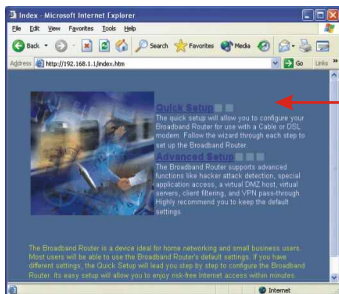 Index - Microsoft Internet Explorer
File Edit View Favorites Tools Help
Back Search Favorites Media
Address http://192.168.1.1/index.htm Go Links
Quick Setup
The quick setup will allow you to configure your
Broadband Router for use with a Cable or DSL
modem. Follow the wizard through each step to
set up the Broadband Router.
Advanced Setup
The Broadband Router supports advanced
functions like hacker attack detection, special
application access, a virtual DMZ host, virtual
servers, client filtering, and VPN pass-through
Highly recommend you to keep the default
settings.
The Broadband Router is a device ideal for home networking and small business users.
Most users will be able to use the Broadband Router's default settings. If you have
different settings, the Quick Setup will lead you step by step to configure the Broadband
Router. Its easy setup will allow you to enjoy risk-free Internet access within minutes.
Internet